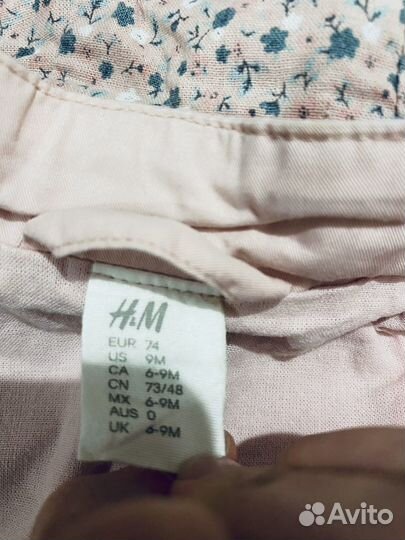 H&M
EUR 74
US 9M
CA 6-9M
CN 73/48
MX 6-9M
AUS 0
UK 6-9M
Avito